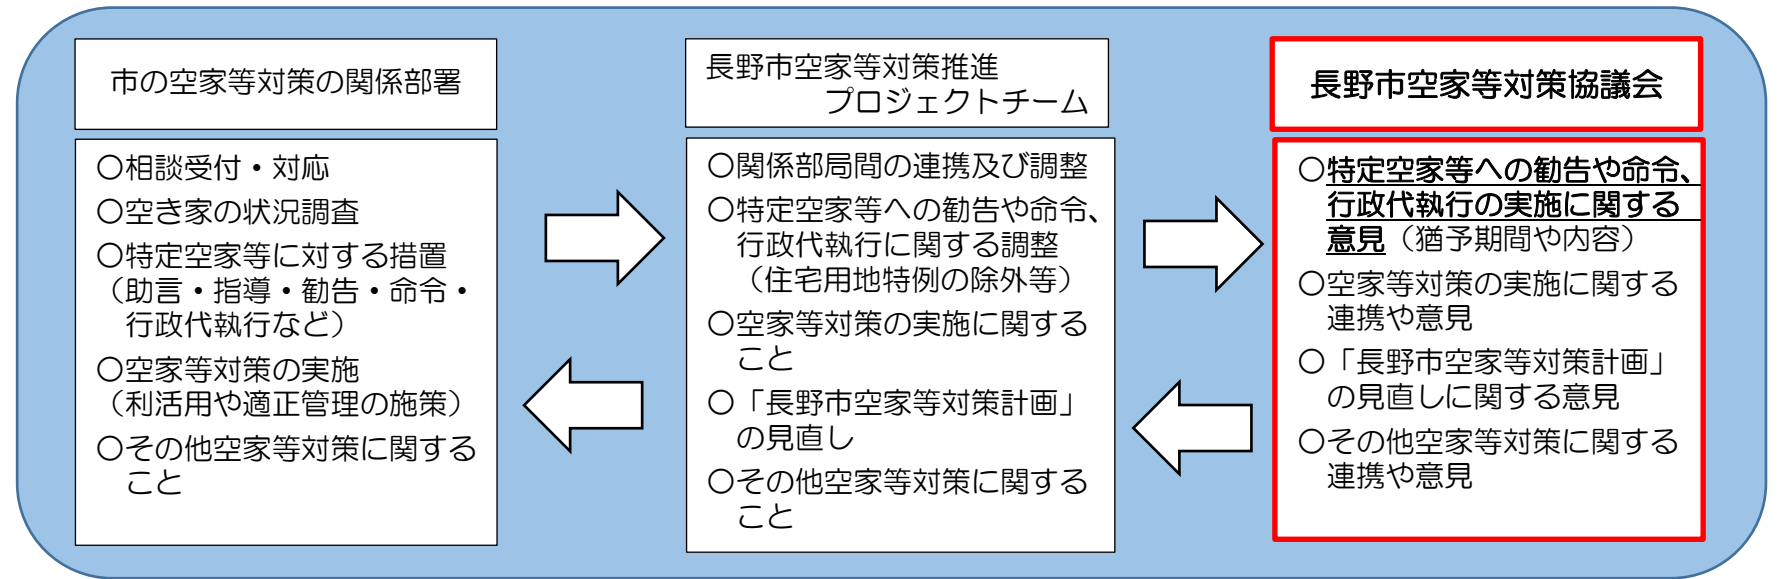 市の空家等対策の関係部署
〇相談受付・対応
〇空き家の状況調査
〇特定空家等に対する措置
（助言・指導・勧告・命令・
行政代執行など）
〇空家等対策の実施
（利活用や適正管理の施策）
〇その他空家等対策に関する
こと
長野市空家等対策推進
プロジェクトチーム
〇関係部局間の連携及び調整
〇特定空家等への勧告や命令、
行政代執行に関する調整
（住宅用地特例の除外等）
〇空家等対策の実施に関する
こと
〇「長野市空家等対策計画」
の見直し
〇その他空家等対策に関する
こと
長野市空家等対策協議会
〇特定空家等への勧告や命令、
行政代執行の実施に関する
意見（猶予期間や内容）
〇空家等対策の実施に関する
連携や意見
〇「長野市空家等対策計画」
の見直しに関する意見
〇その他空家等対策に関する
連携や意見